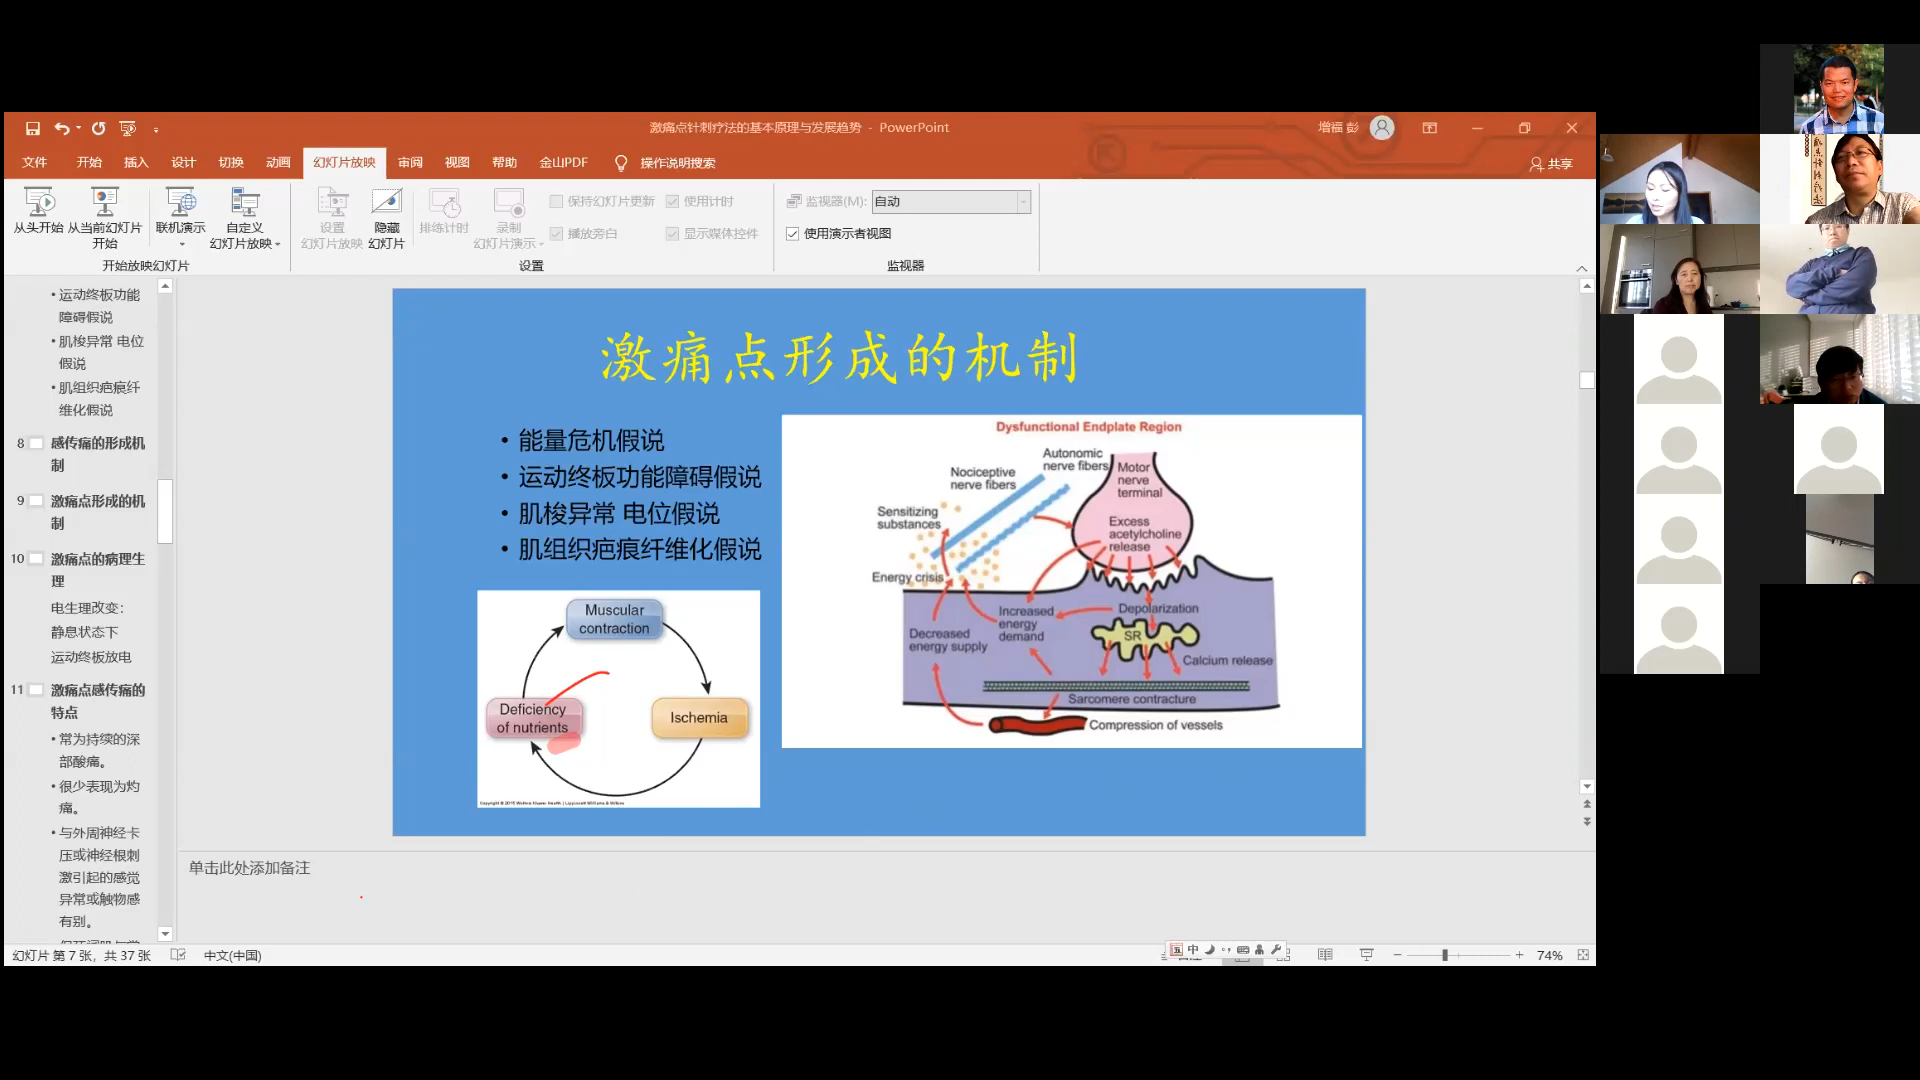 激痛点针刺疗法的基本原理与发展趋势 - PowerPoint
增福 彭
文件 开始 插入 设计 切换 动画 幻灯片放映 审阅 视图 帮助 金山PDF 操作说明搜索 共享
从头开始 从当前幻灯片
开始
联机演示
自定义
幻灯片放映
开始放映幻灯片
设置
幻灯片放映
隐藏
幻灯片
排练计时
录制
幻灯片演示
保持幻灯片更新
播放旁白
使用计时
显示媒体控件
设置
监视器(M): 自动
使用演示者视图
监视器
• 运动终板功能
障碍假说
• 肌梭异常 电位
假说
• 肌组织疤痕纤
维化假说
8 感传痛的形成机
制
9 激痛点形成的机
制
10 激痛点的病理生
理
电生理改变：
静息状态下
运动终板放电
11 激痛点感传痛的
特点
• 常为持续的深
部酸痛。
• 很少表现为灼
痛。
• 与外周神经卡
压或神经根刺
激引起的感觉
异常或触物感
有别。
激痛点形成的机制
• 能量危机假说
• 运动终板功能障碍假说
• 肌梭异常 电位假说
• 肌组织疤痕纤维化假说
Muscular
contraction
Deficiency
of nutrients
Ischemia
Copyright © 2015 Wolters Kluwer Health | Lippincott Williams & Wilkins
Dysfunctional Endplate Region
Autonomic
nerve fibers
Nociceptive
nerve fibers
Motor
nerve
terminal
Sensitizing
substances
Excess
acetylcholine
release
Energy crisis
Increased
energy
demand
Depolarization
Decreased
energy supply
SR
Calcium release
Sarcomere contracture
Compression of vessels
单击此处添加备注
幻灯片 第 7 张，共 37 张
中文(中国)
中
74%